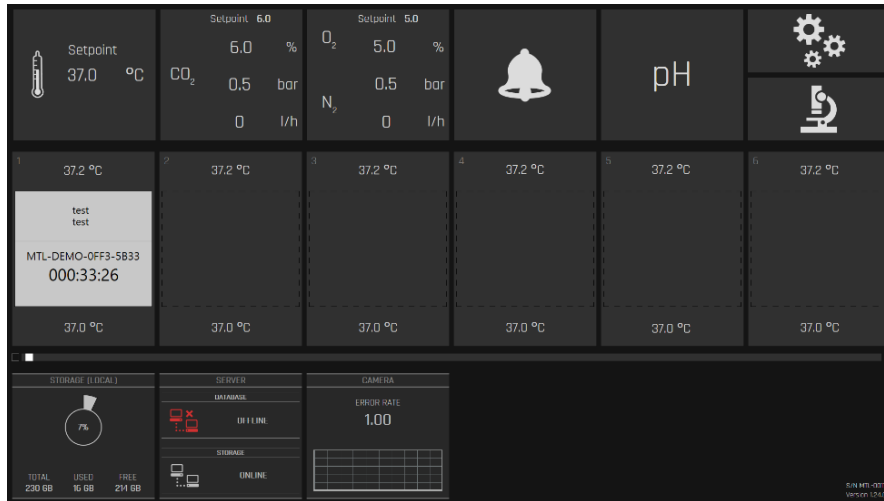 Setpoint
37.0 °C
Setpoint 6.0
CO2
6.0 %
0.5 bar
0 l/h
Setpoint 5.0
O2
5.0 %
0.5 bar
N2
0 l/h
pH
1
37.2 °C
test
test
MTL-DEMO-0FF3-5B33
000:33:26
37.0 °C
2
37.2 °C
37.0 °C
3
37.2 °C
37.0 °C
4
37.2 °C
37.0 °C
5
37.2 °C
37.0 °C
6
37.2 °C
37.0 °C
STORAGE (LOCAL)
7%
TOTAL USED FREE
230 GB 16 GB 214 GB
SERVER
DATABASE
OFFLINE
STORAGE
ONLINE
CAMERA
ERROR RATE
1.00
S/N MTL-
Version